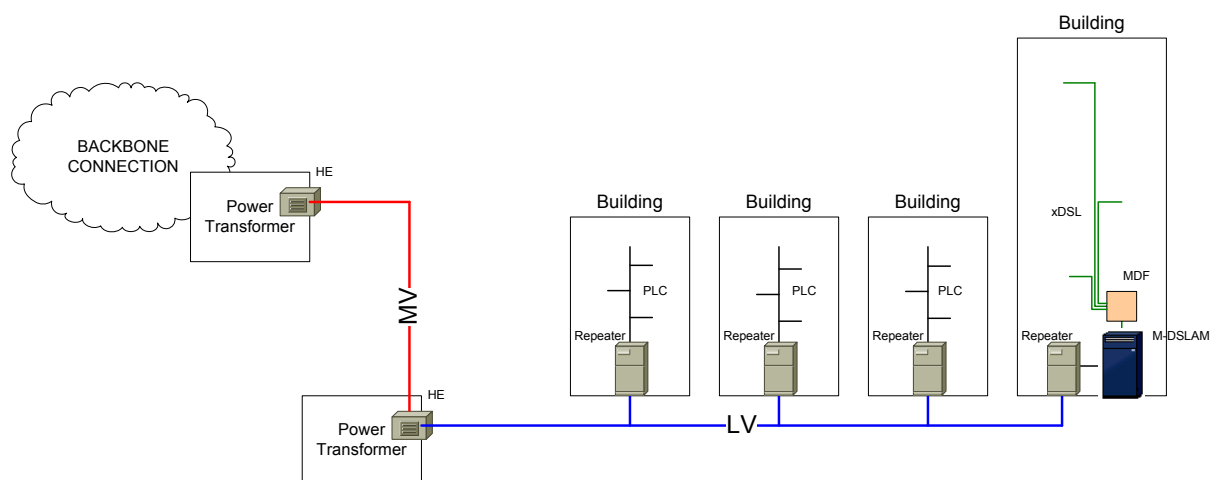 Building
BACKBONE
CONNECTION
HE
Power
Transformer
MV
Building
Building
Building
xDSL
MDF
PLC
PLC
PLC
Repeater
Repeater
Repeater
Repeater
M-DSLAM
HE
Power
Transformer
LV